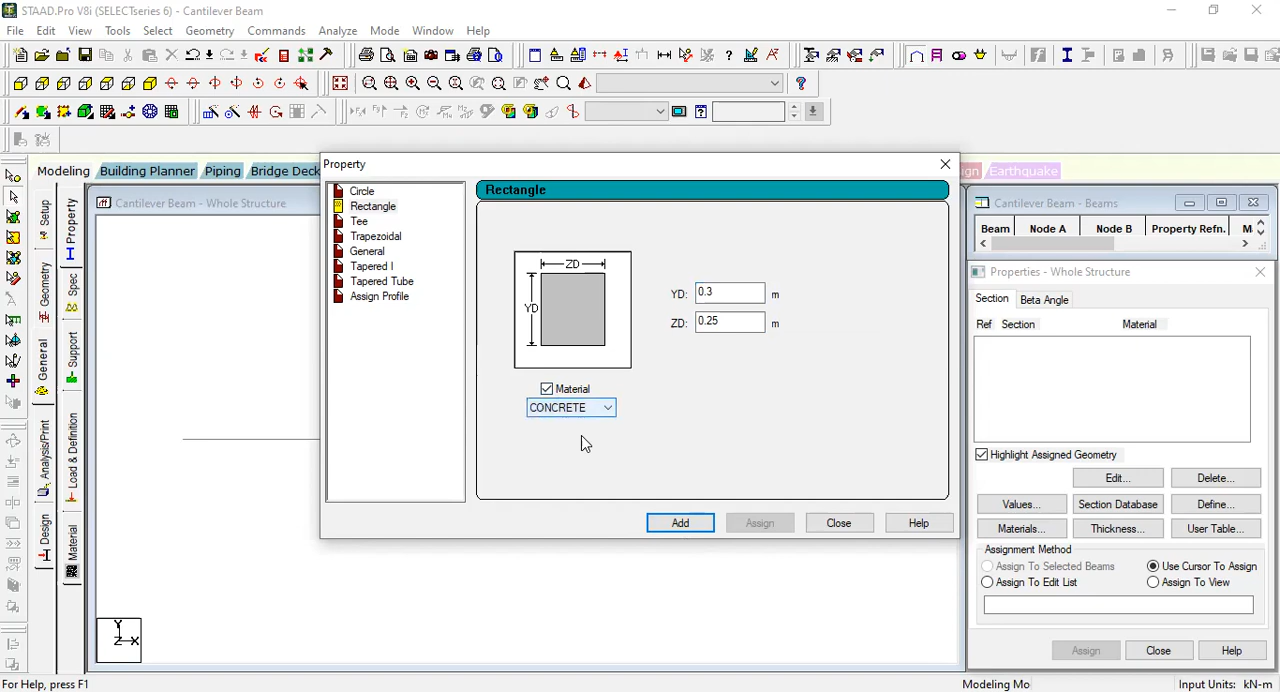 STAAD.Pro V8i (SELECTseries 6) - Cantilever Beam
File Edit View Tools Select Geometry Commands Analyze Mode Window Help
Modeling Building Planner Piping Bridge Deck Earthquake
Setup
Geometry
General
Analysis/Print
Design
Property
Spec
Support
Load & Definition
Material
Cantilever Beam - Whole Structure
Y
Z X
Property
Circle
Rectangle
Tee
Trapezoidal
General
Tapered I
Tapered Tube
Assign Profile
Rectangle
ZD
YD
YD: 0.3 m
ZD: 0.25 m
Material
CONCRETE
Add Assign Close Help
Cantilever Beam - Beams
Beam Node A Node B Property Refn.
Properties - Whole Structure
Section Beta Angle
Ref Section Material
Highlight Assigned Geometry
Edit... Delete...
Values... Section Database Define...
Materials... Thickness... User Table...
Assignment Method
Assign To Selected Beams Use Cursor To Assign
Assign To Edit List Assign To View
Assign Close Help
For Help, press F1 Modeling Mo Input Units: kN-m